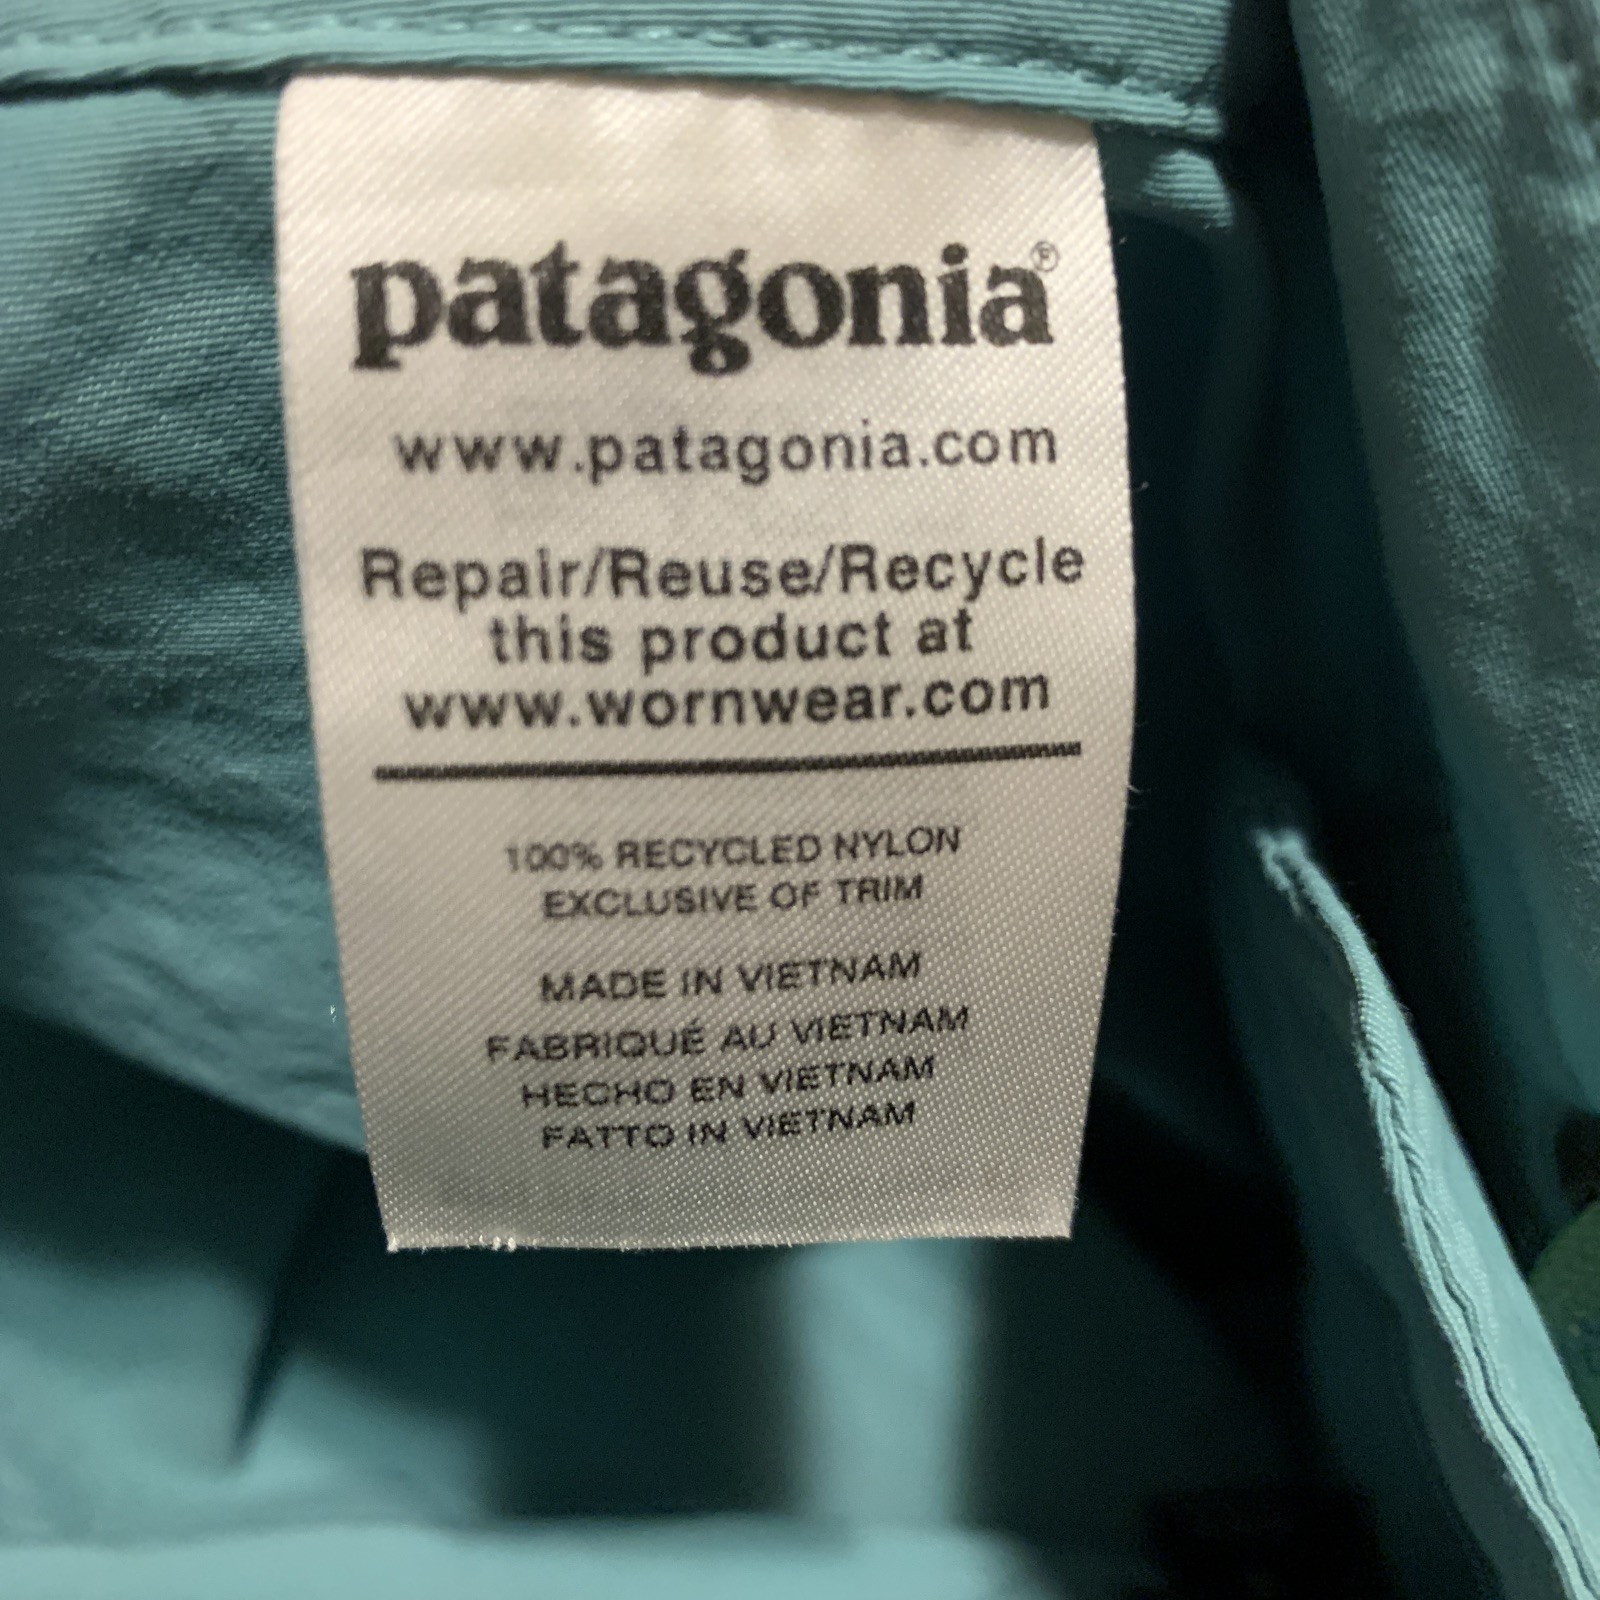 patagonia®
www.patagonia.com
Repair/Reuse/Recycle
this product at
www.wornwear.com
100% RECYCLED NYLON
EXCLUSIVE OF TRIM
MADE IN VIETNAM
FABRIQUÉ AU VIETNAM
HECHO EN VIETNAM
FATTO IN VIETNAM